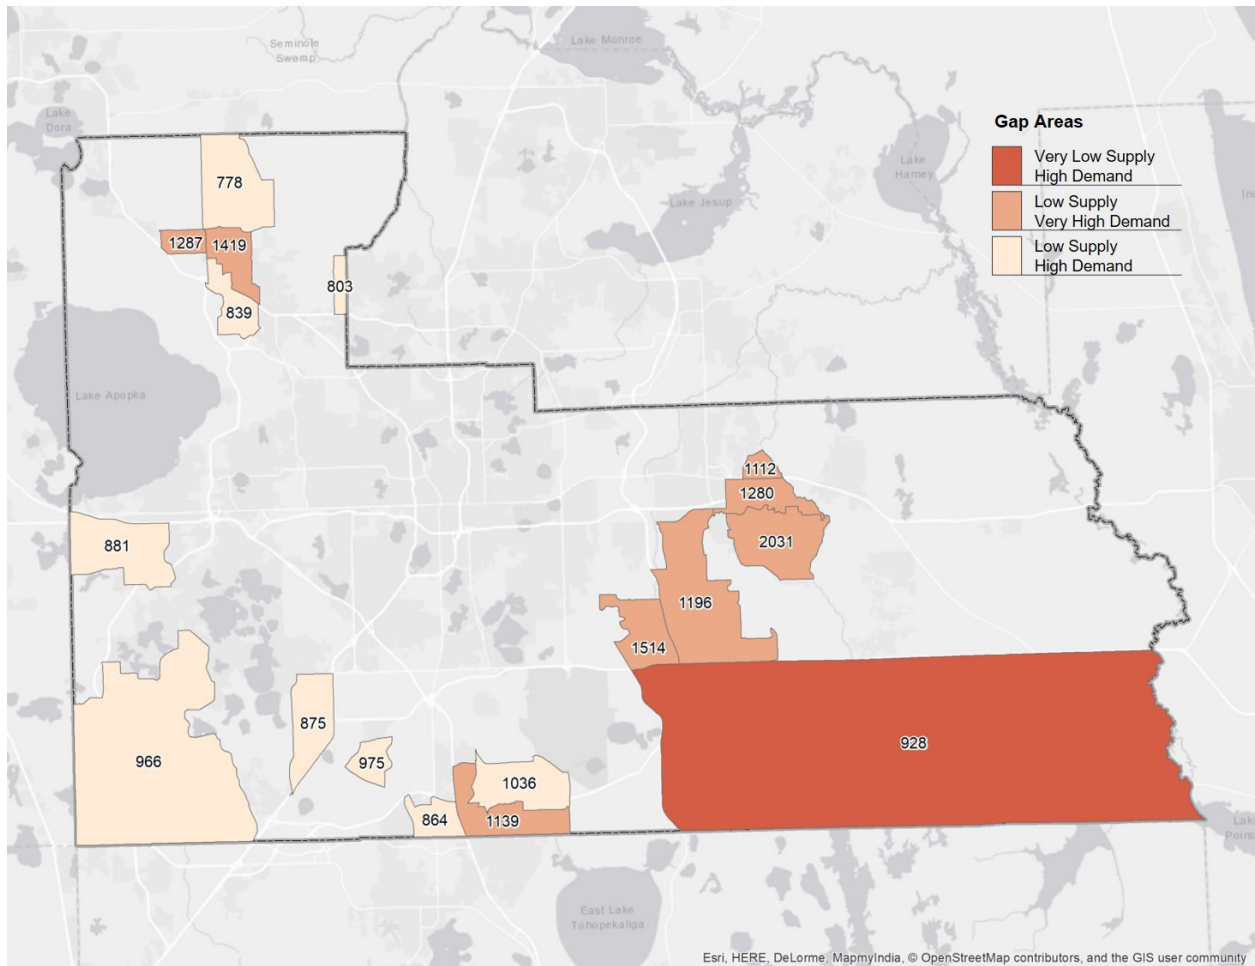 Seminole
Swamp
Lake Monroe
Lake
Dora
Gap Areas
Very Low Supply
High Demand
Low Supply
Very High Demand
Low Supply
High Demand
Lake
Harney
Lake Jesup
778
1287
1419
803
839
Lake Apopka
1112
1280
2031
881
1196
1514
966
875
975
928
1036
864
1139
East Lake
Tohopekaliga
Esri, HERE, DeLorme, MapmyIndia, © OpenStreetMap contributors, and the GIS user community